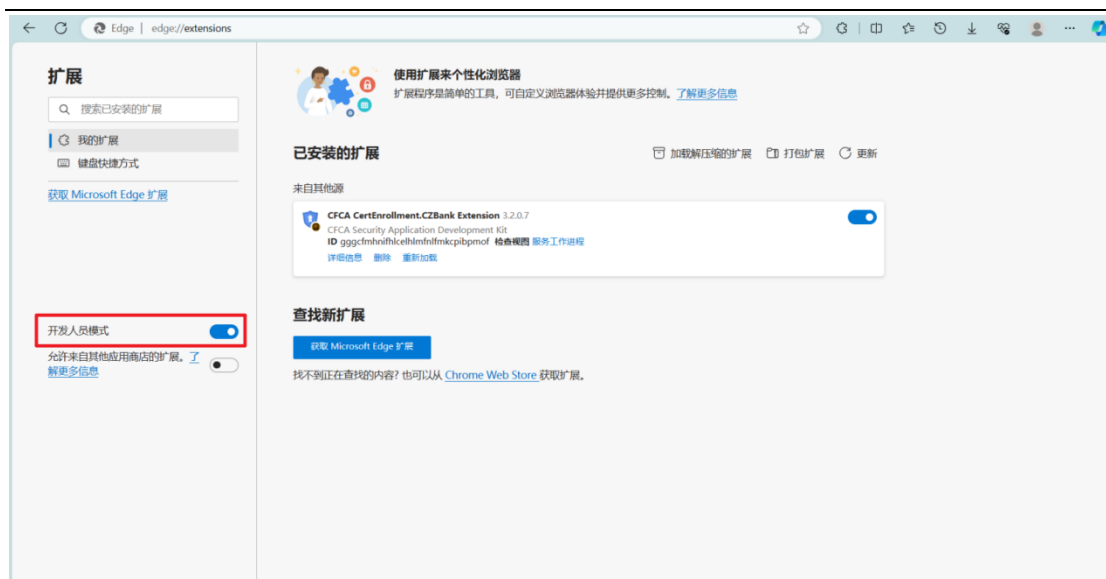 Edge | edge://extensions
扩展
搜索已安装的扩展
我的扩展
键盘快捷方式
获取 Microsoft Edge 扩展
开发人员模式
允许来自其他应用商店的扩展。了
解更多信息
使用扩展来个性化浏览器
扩展程序是简单的工具，可自定义浏览器体验并提供更多控制。了解更多信息
已安装的扩展
加载解压缩的扩展 打包扩展 更新
来自其他源
CFCA CertEnrollment.CZBank Extension 3.2.0.7
CFCA Security Application Development Kit
ID gggcfmhnifhlcelhlmfnlfmkcpibpmof 检查视图 服务工作进程
详细信息 删除 重新加载
查找新扩展
获取 Microsoft Edge 扩展
找不到正在查找的内容? 也可以从 Chrome Web Store 获取扩展。